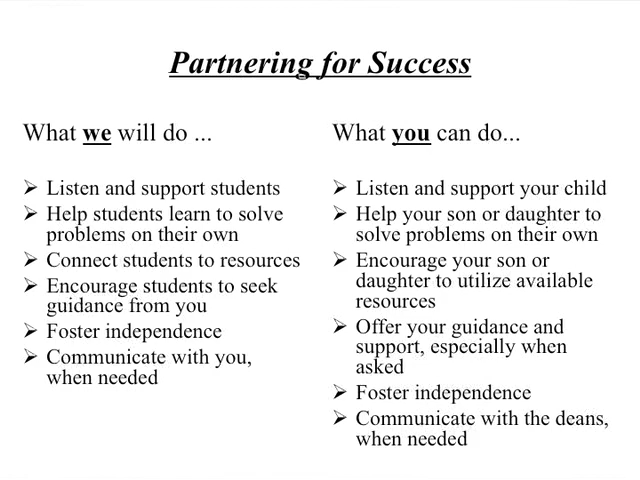 Partnering for Success
What we will do ...
➢ Listen and support students
➢ Help students learn to solve
problems on their own
➢ Connect students to resources
➢ Encourage students to seek
guidance from you
➢ Foster independence
➢ Communicate with you,
when needed
What you can do...
➢ Listen and support your child
➢ Help your son or daughter to
solve problems on their own
➢ Encourage your son or
daughter to utilize available
resources
➢ Offer your guidance and
support, especially when
asked
➢ Foster independence
➢ Communicate with the deans,
when needed